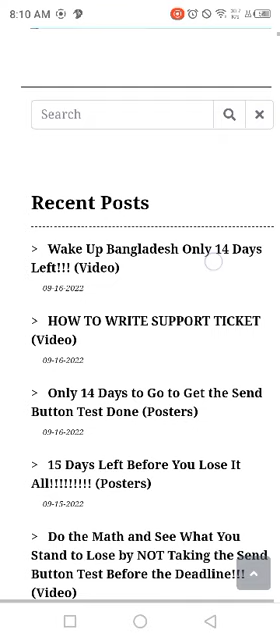 8:10 AM
Search
Recent Posts
> Wake Up Bangladesh Only 14 Days
Left!!! (Video)
09-16-2022
> HOW TO WRITE SUPPORT TICKET
(Video)
09-16-2022
> Only 14 Days to Go to Get the Send
Button Test Done (Posters)
09-16-2022
> 15 Days Left Before You Lose It
All!!!!!!!!! (Posters)
09-15-2022
> Do the Math and See What You
Stand to Lose by NOT Taking the Send
Button Test Before the Deadline!!!
(Video)